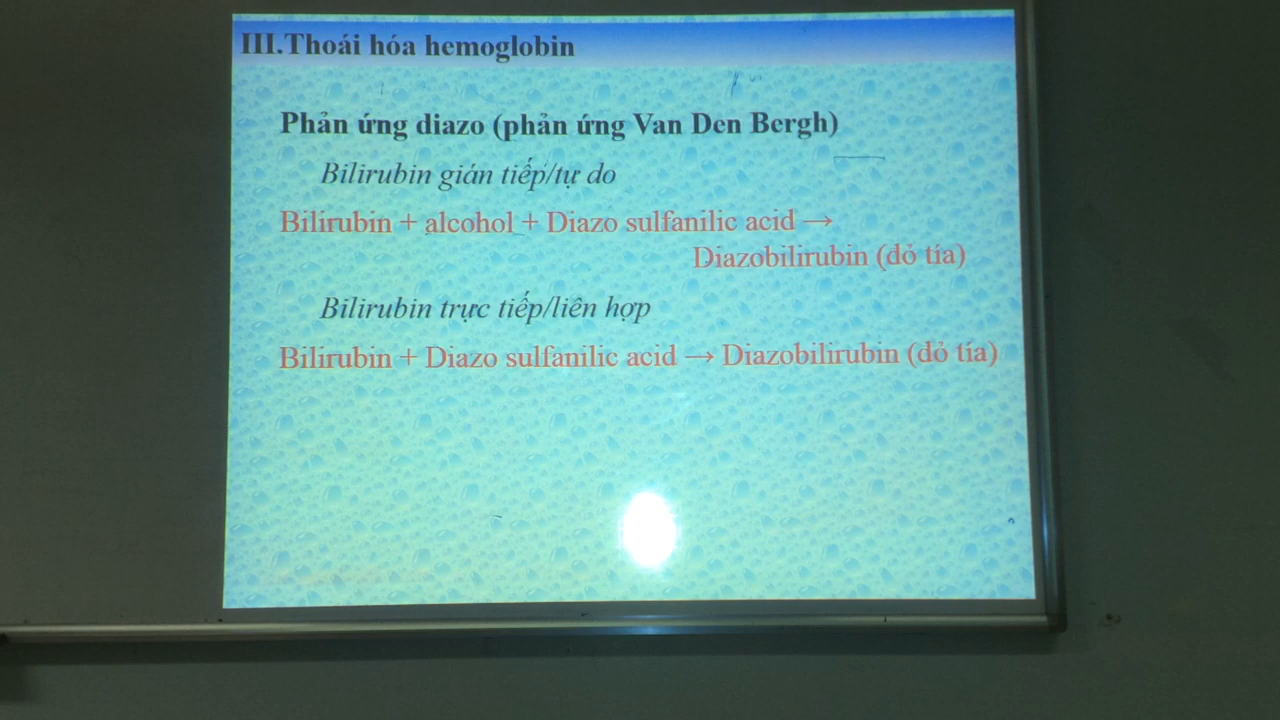 III.Thoái hóa hemoglobin
Phản ứng diazo (phản ứng Van Den Bergh)
Bilirubin gián tiếp/tự do
Bilirubin + alcohol + Diazo sulfanilic acid →
Diazobilirubin (đỏ tía)
Bilirubin trực tiếp/liên hợp
Bilirubin + Diazo sulfanilic acid → Diazobilirubin (đỏ tía)